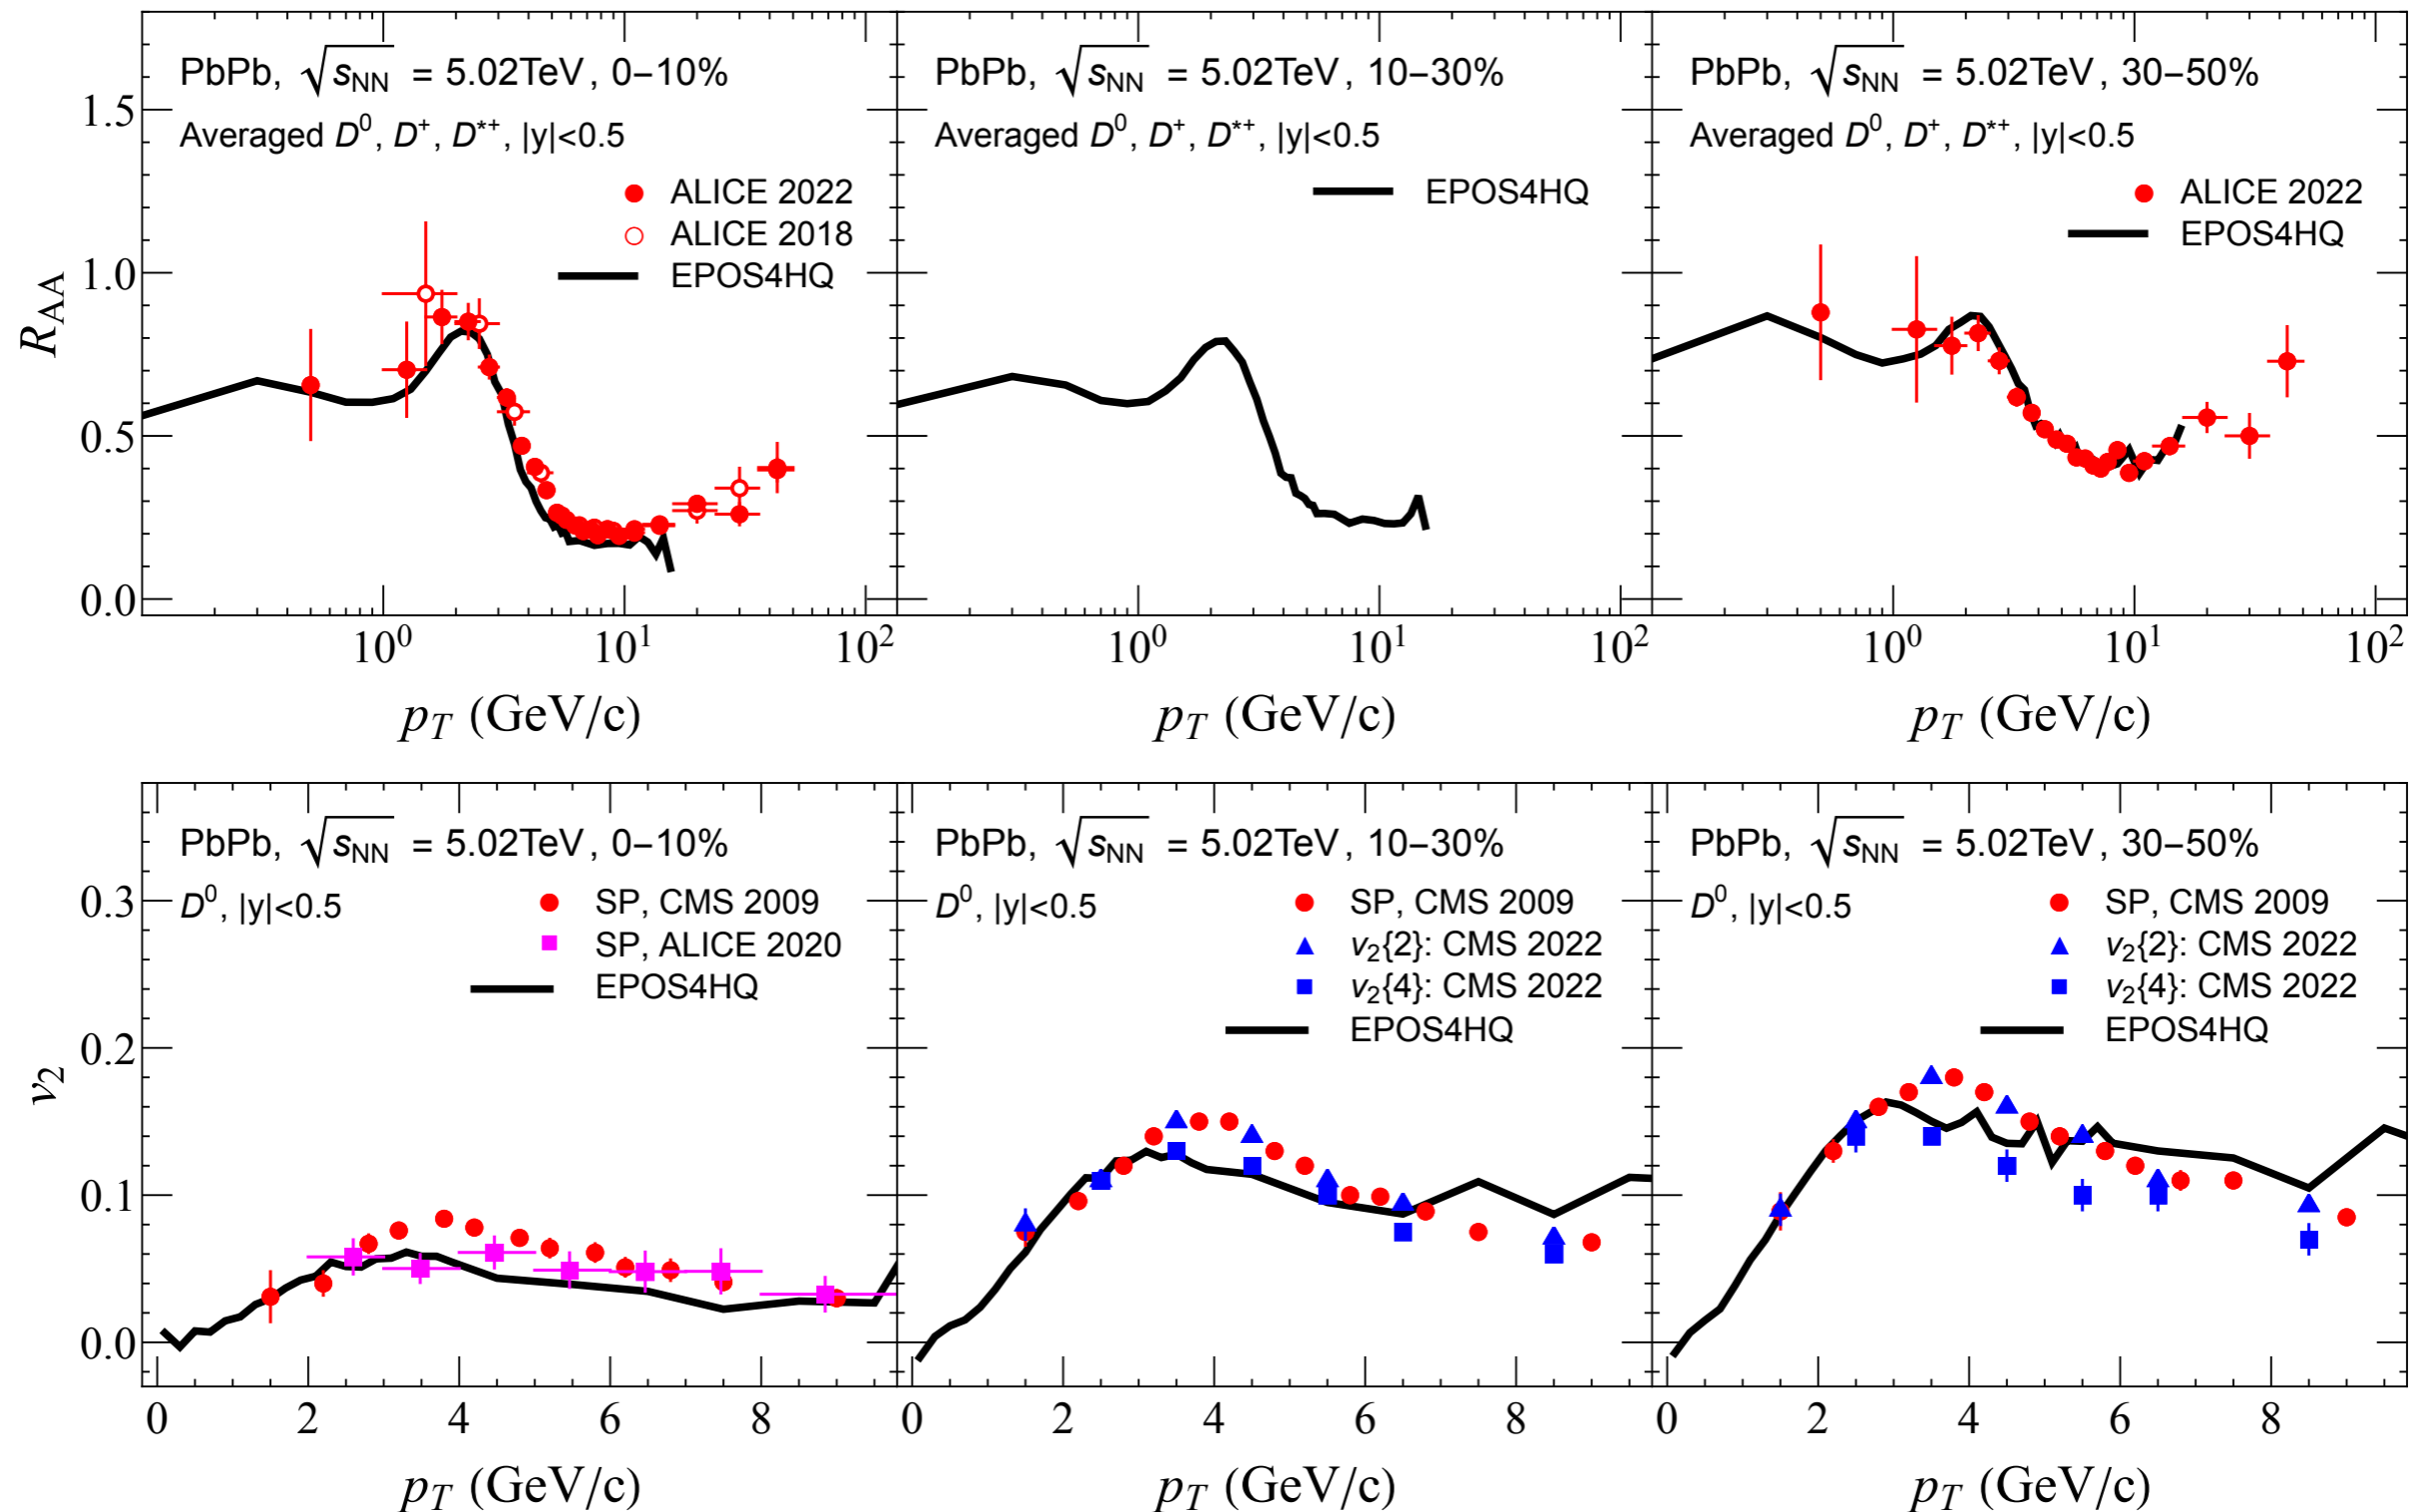 PbPb, √sNN = 5.02TeV, 0−10%
Averaged D⁰, D⁺, D*⁺, |y|<0.5
ALICE 2022
ALICE 2018
EPOS4HQ
PbPb, √sNN = 5.02TeV, 10−30%
Averaged D⁰, D⁺, D*⁺, |y|<0.5
EPOS4HQ
PbPb, √sNN = 5.02TeV, 30−50%
Averaged D⁰, D⁺, D*⁺, |y|<0.5
ALICE 2022
EPOS4HQ
RAA
1.5
1.0
0.5
0.0
10⁰ 10¹ 10² 10⁰ 10¹ 10² 10⁰ 10¹ 10²
pT (GeV/c) pT (GeV/c) pT (GeV/c)
PbPb, √sNN = 5.02TeV, 0−10%
D⁰, |y|<0.5
SP, CMS 2009
SP, ALICE 2020
EPOS4HQ
PbPb, √sNN = 5.02TeV, 10−30%
D⁰, |y|<0.5
SP, CMS 2009
v₂{2}: CMS 2022
v₂{4}: CMS 2022
EPOS4HQ
PbPb, √sNN = 5.02TeV, 30−50%
D⁰, |y|<0.5
SP, CMS 2009
v₂{2}: CMS 2022
v₂{4}: CMS 2022
EPOS4HQ
v₂
0.3
0.2
0.1
0.0
0 2 4 6 8 0 2 4 6 8 0 2 4 6 8
pT (GeV/c) pT (GeV/c) pT (GeV/c)